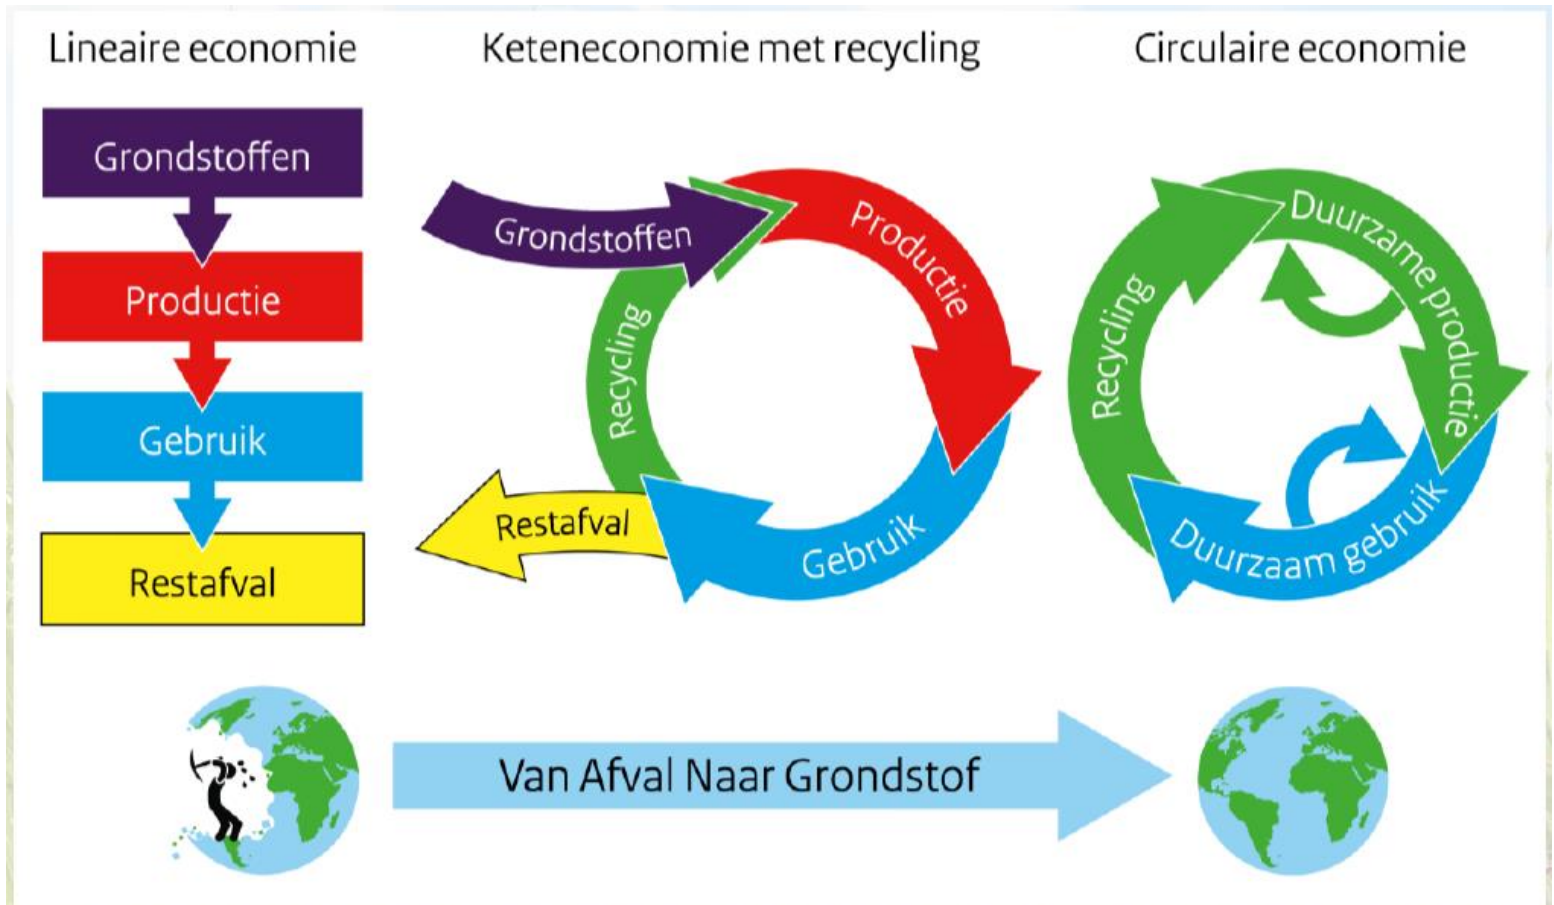 Lineaire economie
Grondstoffen
Productie
Gebruik
Restafval
Keteneconomie met recycling
Grondstoffen
Productie
Gebruik
Recycling
Restafval
Circulaire economie
Duurzame productie
Duurzaam gebruik
Recycling
Van Afval Naar Grondstof